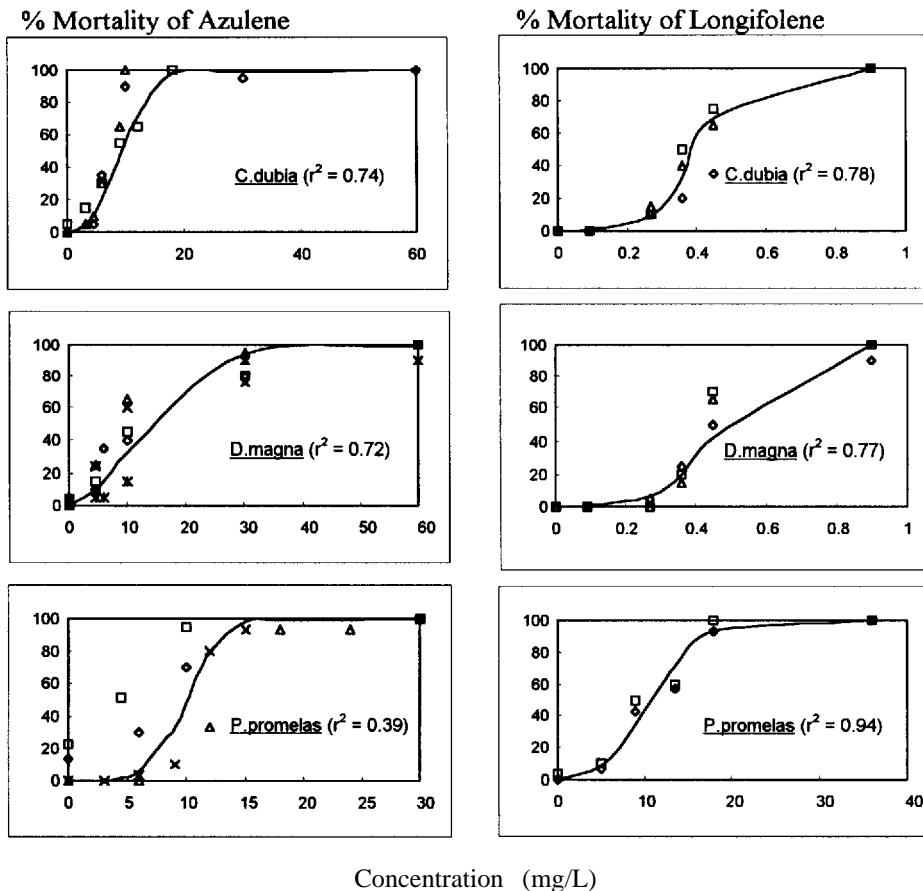 % Mortality of Azulene
% Mortality of Longifolene
100
80
60
40
20
0
C.dubia (r² = 0.74)
0 20 40 60
100
80
60
40
20
0
C.dubia (r² = 0.78)
0 0.2 0.4 0.6 0.8 1
100
80
60
40
20
0
D.magna (r² = 0.72)
0 10 20 30 40 50 60
100
80
60
40
20
0
D.magna (r² = 0.77)
0 0.2 0.4 0.6 0.8 1
100
80
60
40
20
0
P.promelas (r² = 0.39)
0 5 10 15 20 25 30
100
80
60
40
20
0
P.promelas (r² = 0.94)
0 10 20 30 40
Concentration (mg/L)